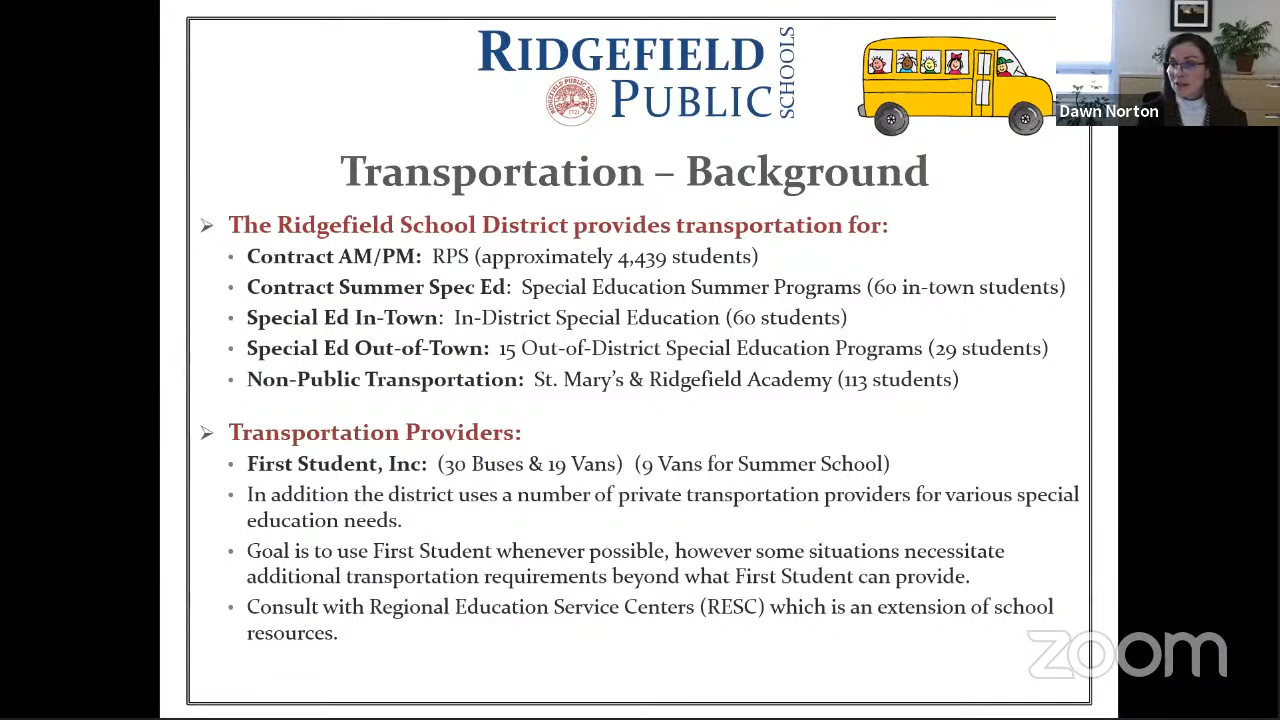 RIDGEFIELD
PUBLIC
SCHOOLS
Dawn Norton
Transportation – Background
➢ The Ridgefield School District provides transportation for:
• Contract AM/PM: RPS (approximately 4,439 students)
• Contract Summer Spec Ed: Special Education Summer Programs (60 in-town students)
• Special Ed In-Town: In-District Special Education (60 students)
• Special Ed Out-of-Town: 15 Out-of-District Special Education Programs (29 students)
• Non-Public Transportation: St. Mary's & Ridgefield Academy (113 students)
➢ Transportation Providers:
• First Student, Inc: (30 Buses & 19 Vans) (9 Vans for Summer School)
• In addition the district uses a number of private transportation providers for various special
education needs.
• Goal is to use First Student whenever possible, however some situations necessitate
additional transportation requirements beyond what First Student can provide.
• Consult with Regional Education Service Centers (RESC) which is an extension of school
resources.
zoom